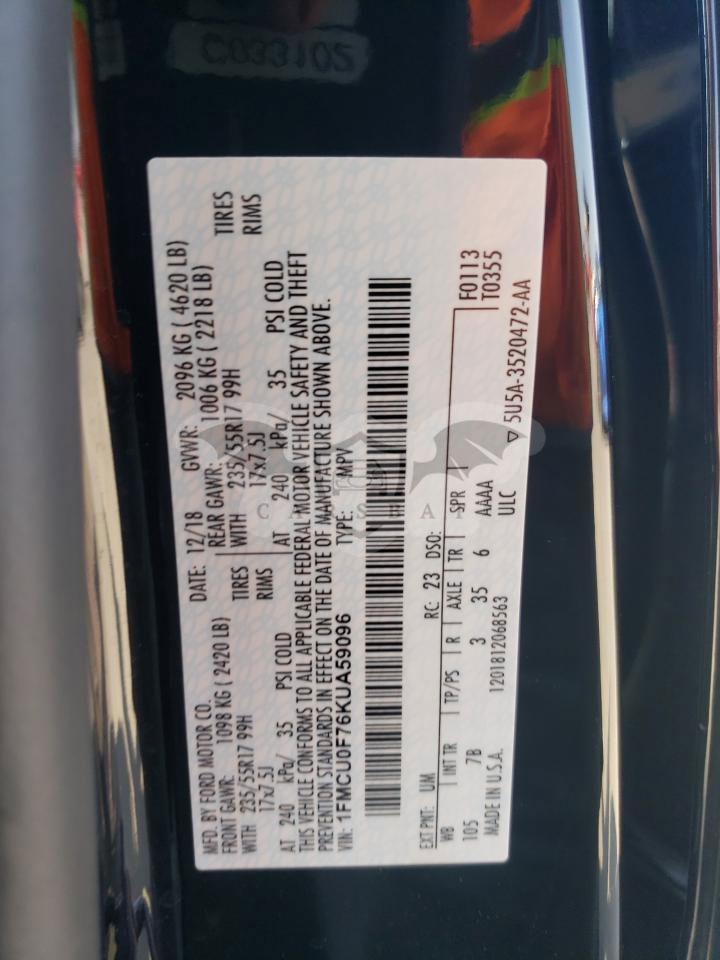 C033105
MFD. BY FORD MOTOR CO.
DATE: 12/18 GVWR: 2096 KG ( 4620 LB)
FRONT GAWR: 1098 KG ( 2420 LB) REAR GAWR: 1006 KG ( 2218 LB)
WITH 235/55R17 99H TIRES WITH 235/55R17 99H TIRES
17x7.5J RIMS 17x7.5J RIMS
AT 240 kPa/ 35 PSI COLD AT 240 kPa/ 35 PSI COLD
THIS VEHICLE CONFORMS TO ALL APPLICABLE FEDERAL MOTOR VEHICLE SAFETY AND THEFT
PREVENTION STANDARDS IN EFFECT ON THE DATE OF MANUFACTURE SHOWN ABOVE.
VIN: 1FMCU0F76KUA59096 TYPE: MPV
EXT PNT: UM RC: 23 DSO:
WB INT TR TP/PS R AXLE TR SPR F0113
105 7B 3 35 6 AAAA T0355
MADE IN U.S.A. 1201812068563 ULC 5U5A-3520472-AA